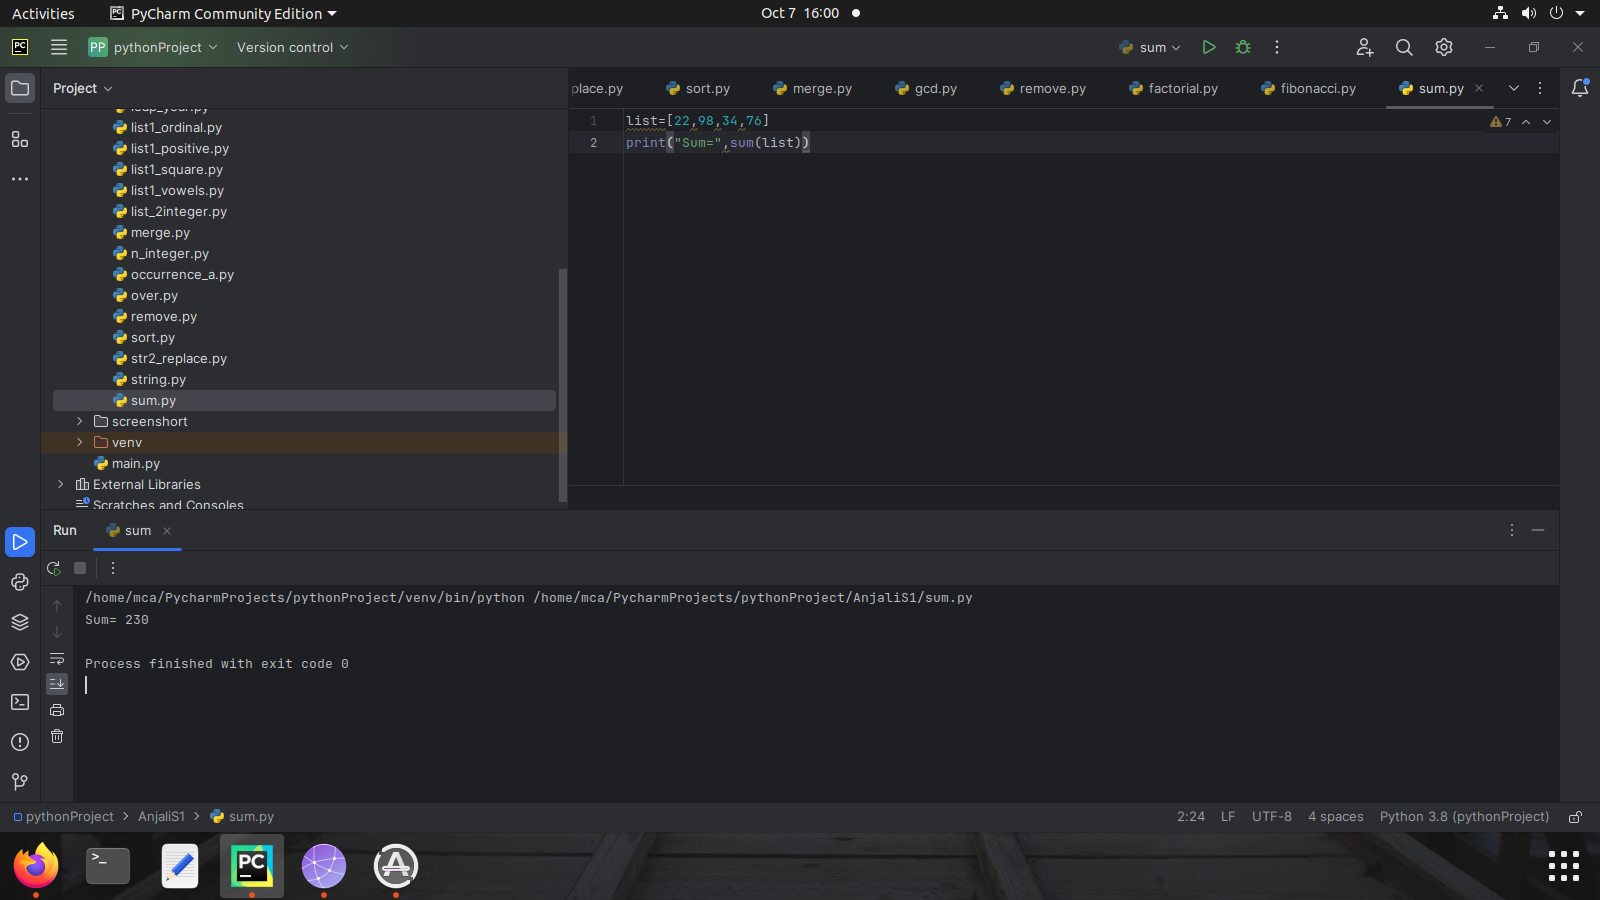 Activities PyCharm Community Edition Oct 7 16:00
PC PP pythonProject Version control sum
Project
place.py sort.py merge.py gcd.py remove.py factorial.py fibonacci.py sum.py
list1_ordinal.py
list1_positive.py
list1_square.py
list1_vowels.py
list_2integer.py
merge.py
n_integer.py
occurrence_a.py
over.py
remove.py
sort.py
str2_replace.py
string.py
sum.py
screenshort
venv
main.py
External Libraries
Scratches and Consoles
1 list=[22,98,34,76]
2 print("Sum=",sum(list))
7
Run sum
/home/mca/PycharmProjects/pythonProject/venv/bin/python /home/mca/PycharmProjects/pythonProject/AnjaliS1/sum.py
Sum= 230
Process finished with exit code 0
pythonProject > AnjaliS1 > sum.py 2:24 LF UTF-8 4 spaces Python 3.8 (pythonProject)
>_ PC A